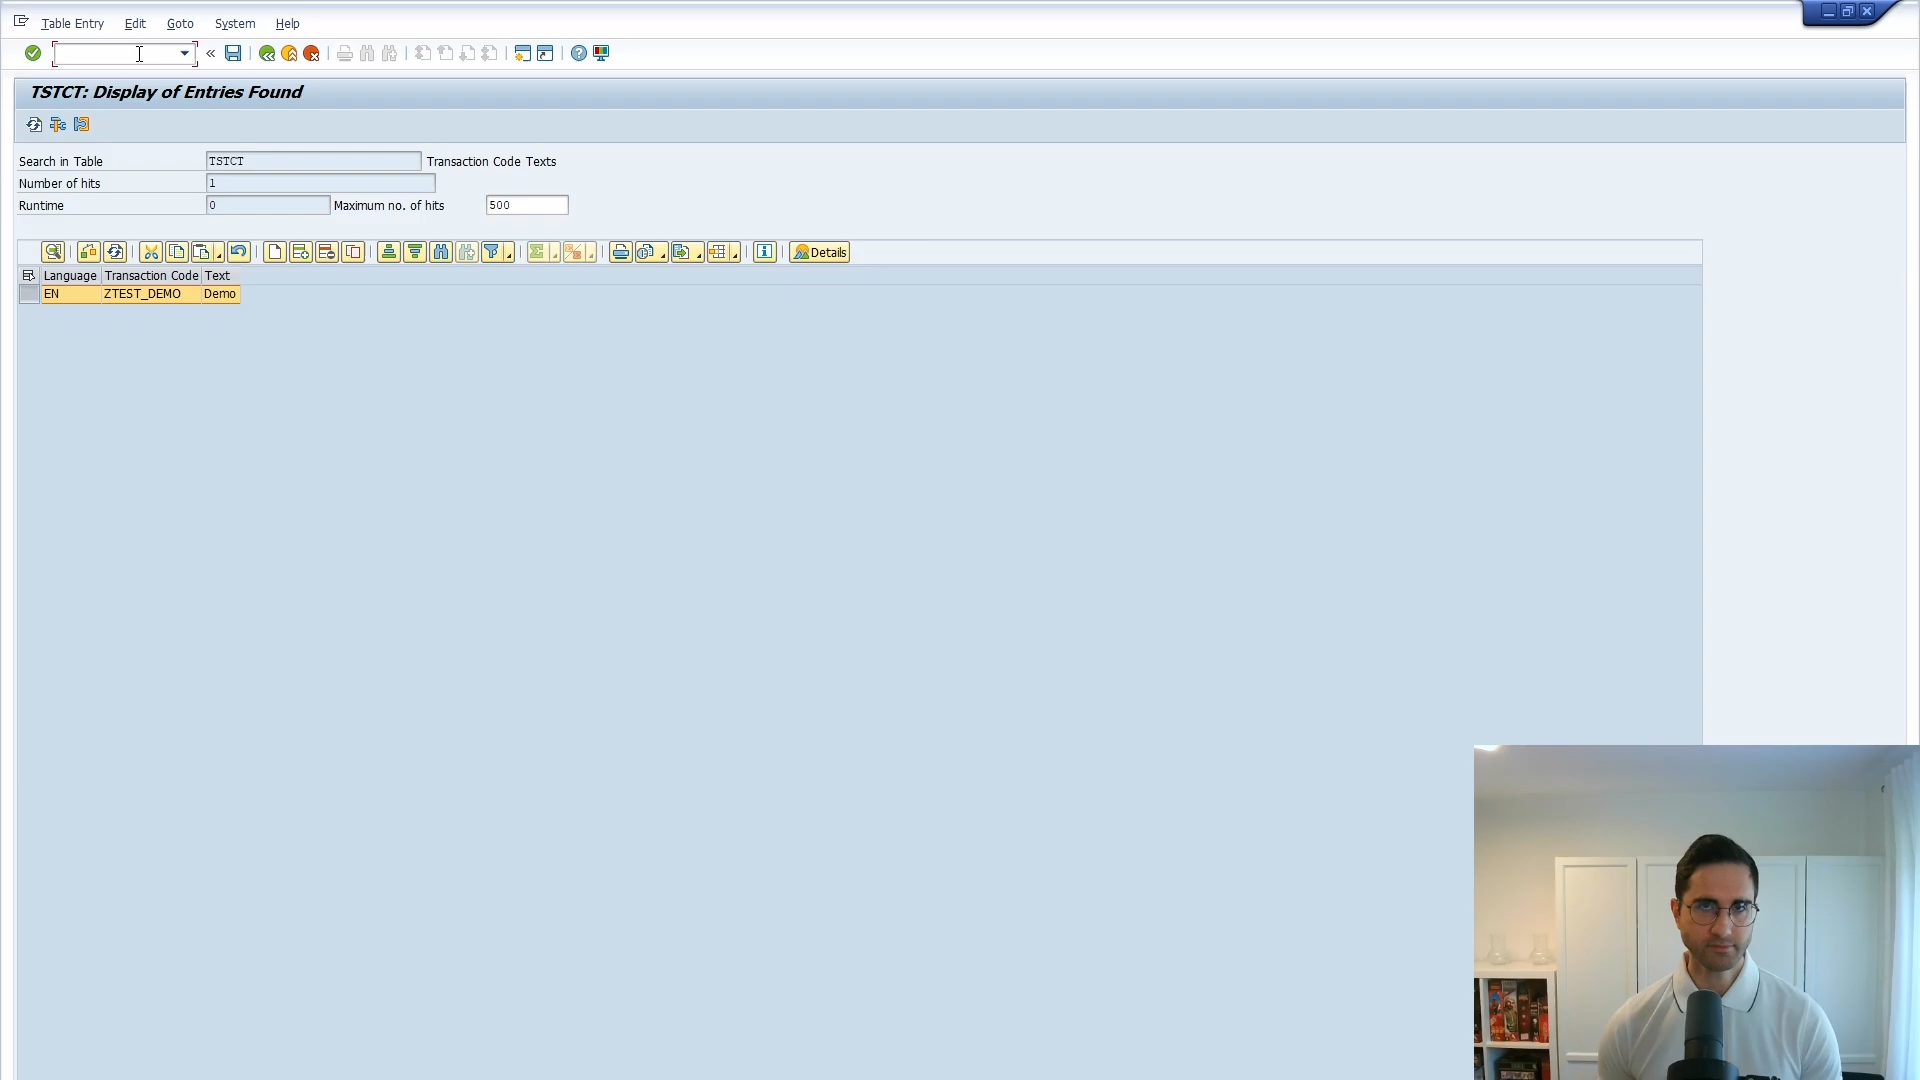 Table Entry Edit Goto System Help
TSTCT: Display of Entries Found
Search in Table TSTCT Transaction Code Texts
Number of hits 1
Runtime 0 Maximum no. of hits 500
Details
Language Transaction Code Text
EN ZTEST_DEMO Demo